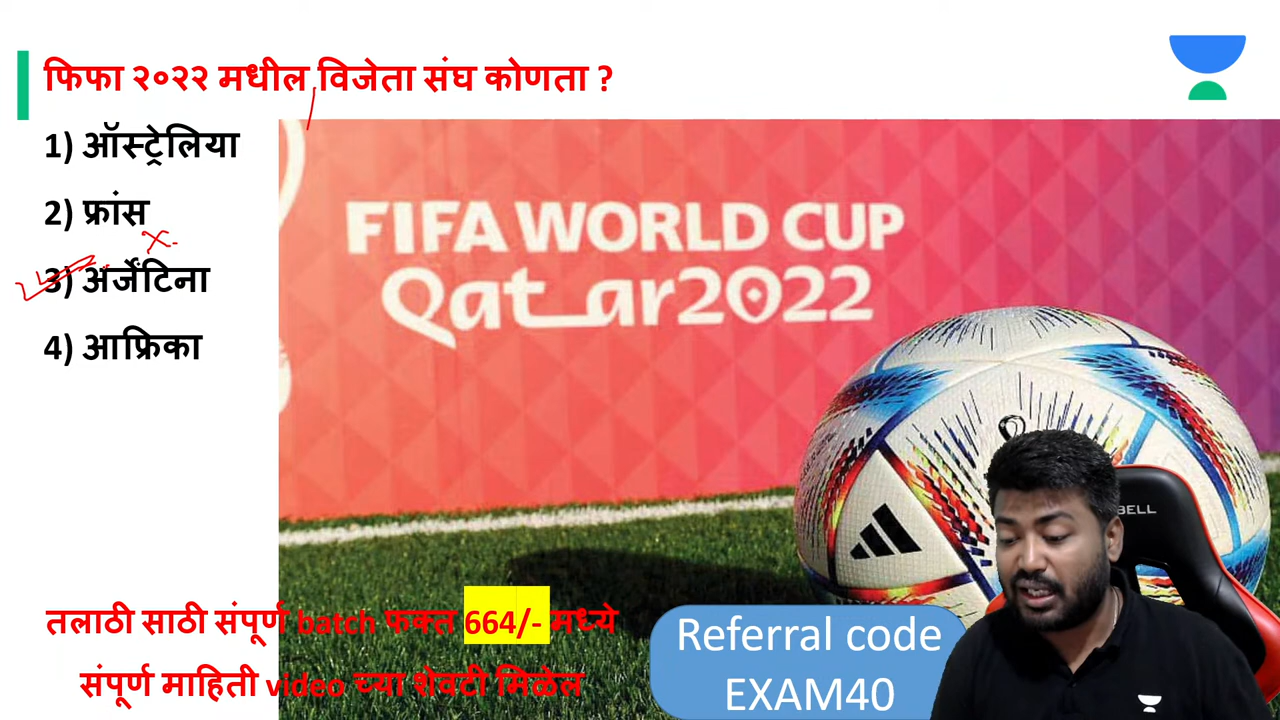 फिफा २०२२ मधील विजेता संघ कोणता ?
1) ऑस्ट्रेलिया
2) फ्रांस
3) अर्जेंटिना
4) आफ्रिका
FIFA WORLD CUP
Qatar2022
BELL
तलाठी साठी संपूर्ण batch फक्त 664/- मध्ये
संपूर्ण माहिती video च्या शेवटी मिळेल
Referral code
EXAM40